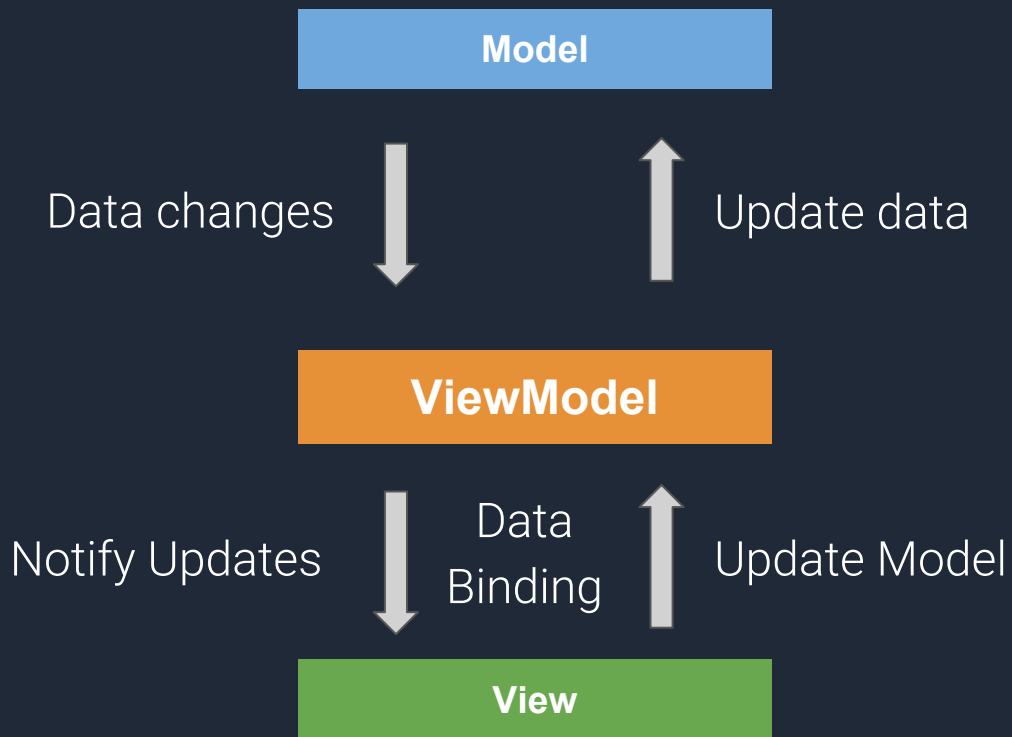 Model
Data changes
Update data
ViewModel
Notify Updates
Data
Binding
Update Model
View